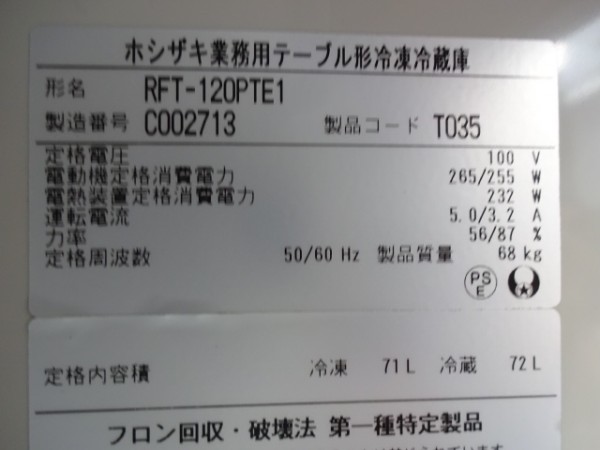 ホシザキ業務用テーブル形冷凍冷蔵庫
形名 RFT-120PTE1
製造番号 C002713 製品コード T035
定格電圧 100 V
電動機定格消費電力 265/255 W
電熱装置定格消費電力 232 W
運転電流 5.0/3.2 A
力率 56/87 %
定格周波数 50/60 Hz 製品質量 68 kg
PS
E
定格内容積 冷凍 71 L 冷蔵 72 L
フロン回収・破壊法 第一種特定製品